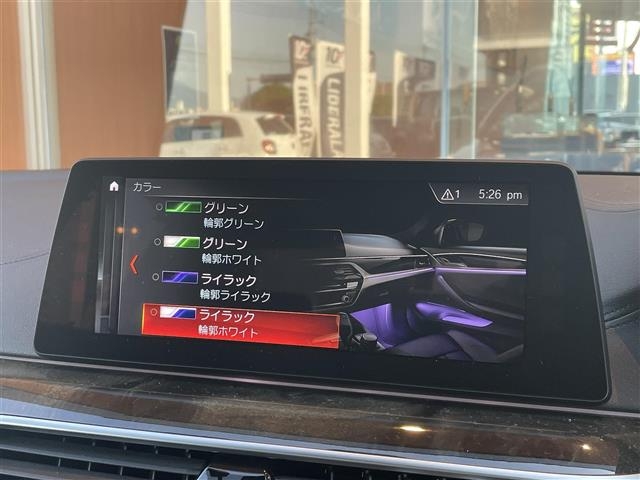 カラー
1
5:26 pm
グリーン
輪郭グリーン
グリーン
輪郭ホワイト
ライラック
輪郭ライラック
ライラック
輪郭ホワイト
10
LIBERALA